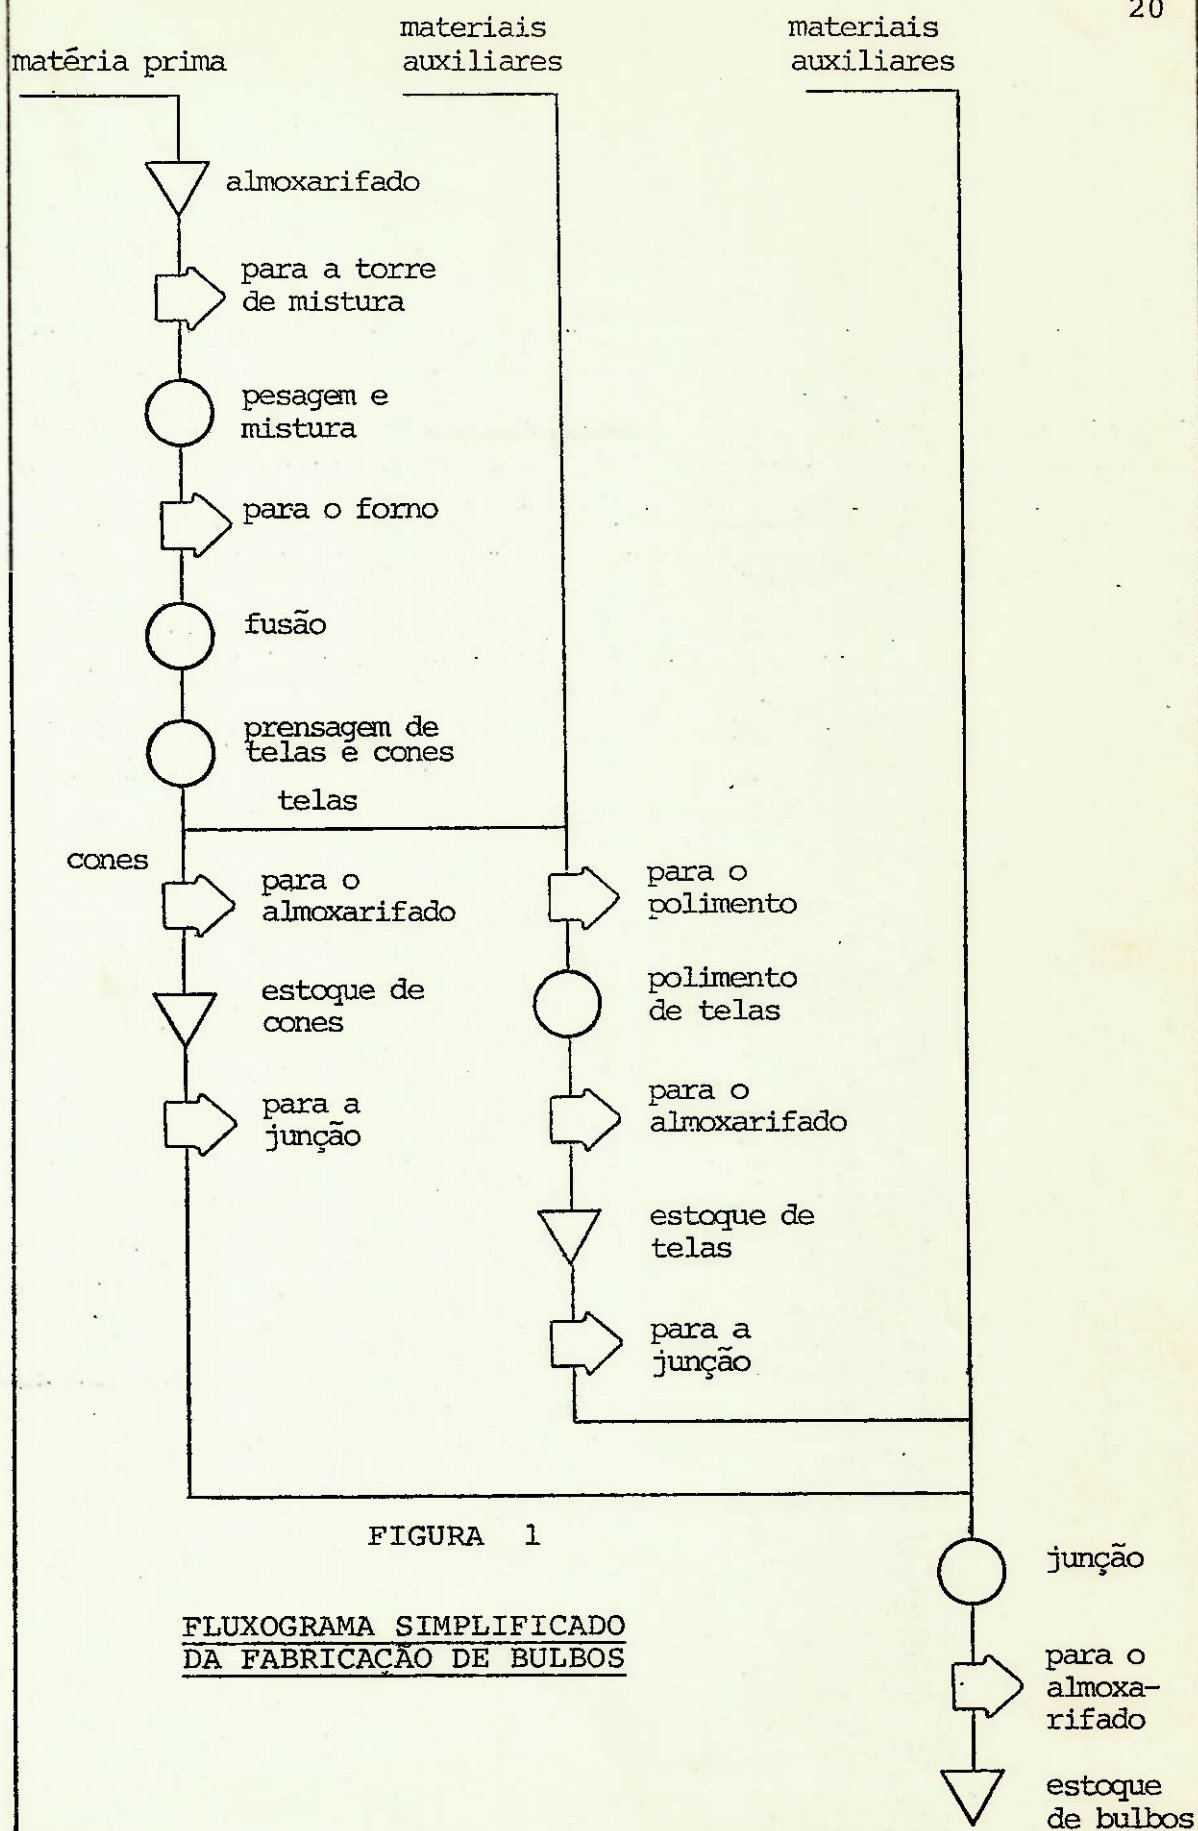 20
matéria prima
materiais
auxiliares
materiais
auxiliares
almoxarifado
para a torre
de mistura
pesagem e
mistura
para o forno
fusão
prensagem de
telas e cones
telas
cones
para o
almoxarifado
estoque de
cones
para a
junção
para o
polimento
polimento
de telas
para o
almoxarifado
estoque de
telas
para a
junção
junção
para o
almoxa-
rifado
estoque
de bulbos
FIGURA 1
FLUXOGRAMA SIMPLIFICADO
DA FABRICAÇÃO DE BULBOS